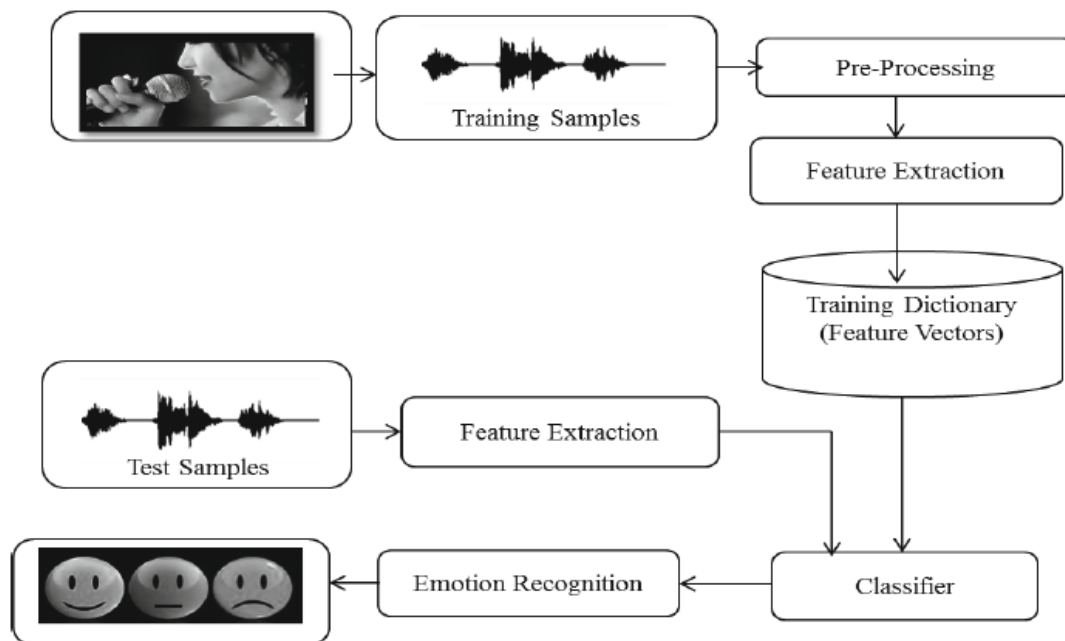 Training Samples
Pre-Processing
Feature Extraction
Training Dictionary
(Feature Vectors)
Test Samples
Feature Extraction
Emotion Recognition
Classifier